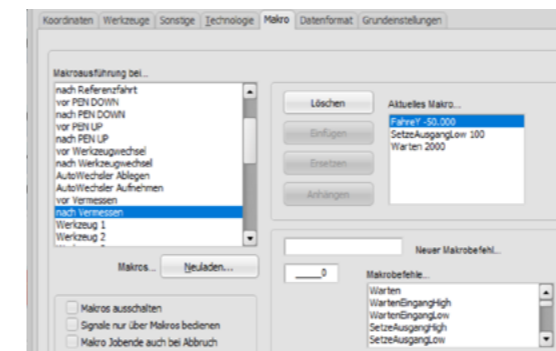 Koordinaten Werkzeuge Sonstige Technologie Makro Datenformat Grundeinstellungen
Makroausführung bei...
nach Referenzfahrt
vor PEN DOWN
nach PEN DOWN
vor PEN UP
nach PEN UP
vor Werkzeugwechsel
nach Werkzeugwechsel
AutoWechsler Ablegen
AutoWechsler Aufnehmen
vor Vermessen
nach Vermessen
Werkzeug 1
Werkzeug 2
Makros... Neuladen...
Makros ausschalten
Signale nur über Makros bedienen
Makro Jobende auch bei Abbruch
Löschen
Einfügen
Ersetzen
Anhängen
Aktuelles Makro...
FahreY -50.000
SetzeAusgangLow 100
Warten 2000
Neuer Makrobefehl...
____0
Makrobefehle...
Warten
WartenEingangHigh
WartenEingangLow
SetzeAusgangHigh
SetzeAusgangLow